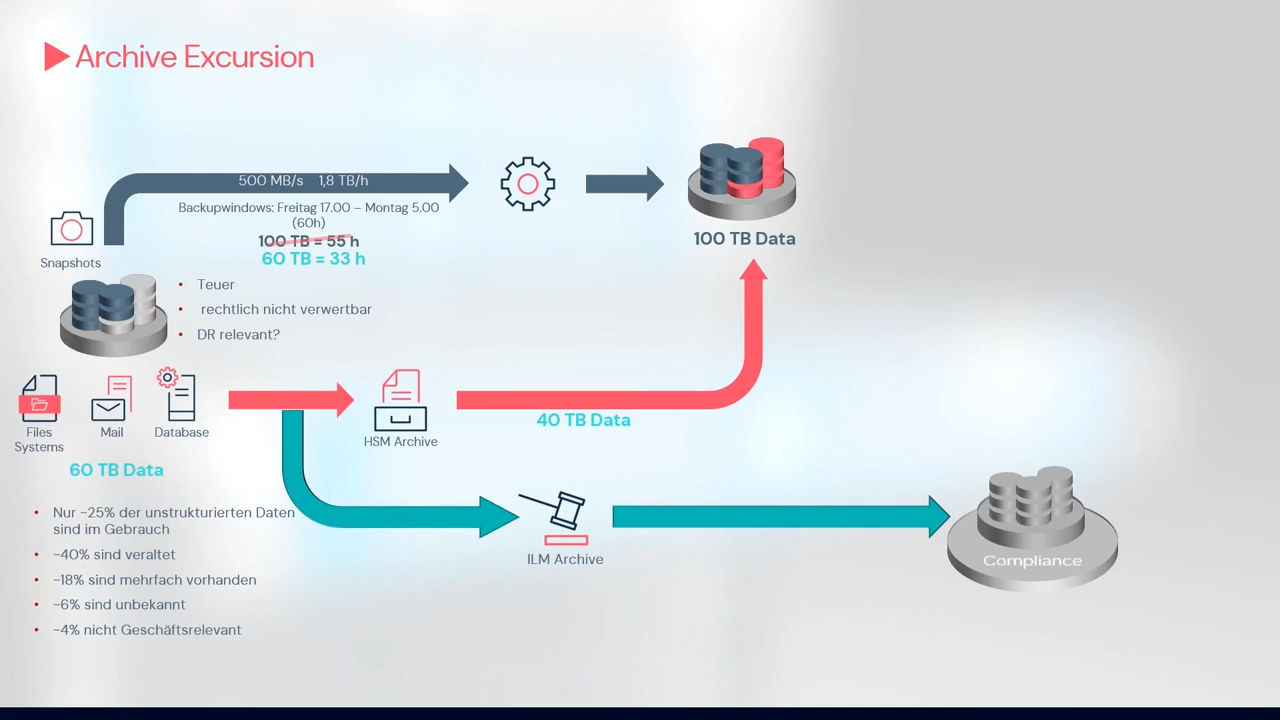 Archive Excursion
500 MB/s 1,8 TB/h
Backupwindows: Freitag 17.00 – Montag 5.00
(60h)
100 TB = 55 h
60 TB = 33 h
100 TB Data
Snapshots
• Teuer
• rechtlich nicht verwertbar
• DR relevant?
Files
Systems
Mail
Database
HSM Archive
40 TB Data
60 TB Data
• Nur ~25% der unstrukturierten Daten
sind im Gebrauch
• ~40% sind veraltet
• ~18% sind mehrfach vorhanden
• ~6% sind unbekannt
• ~4% nicht Geschäftsrelevant
ILM Archive
Compliance